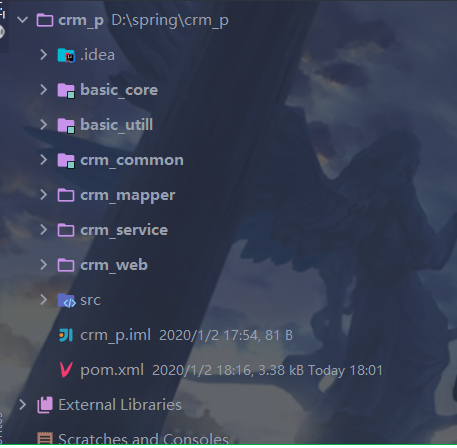 crm_p D:\spring\crm_p
.idea
basic_core
basic_utill
crm_common
crm_mapper
crm_service
crm_web
src
crm_p.iml 2020/1/2 17:54, 81 B
pom.xml 2020/1/2 18:16, 3.38 kB Today 18:01
External Libraries
Scratches and Consoles